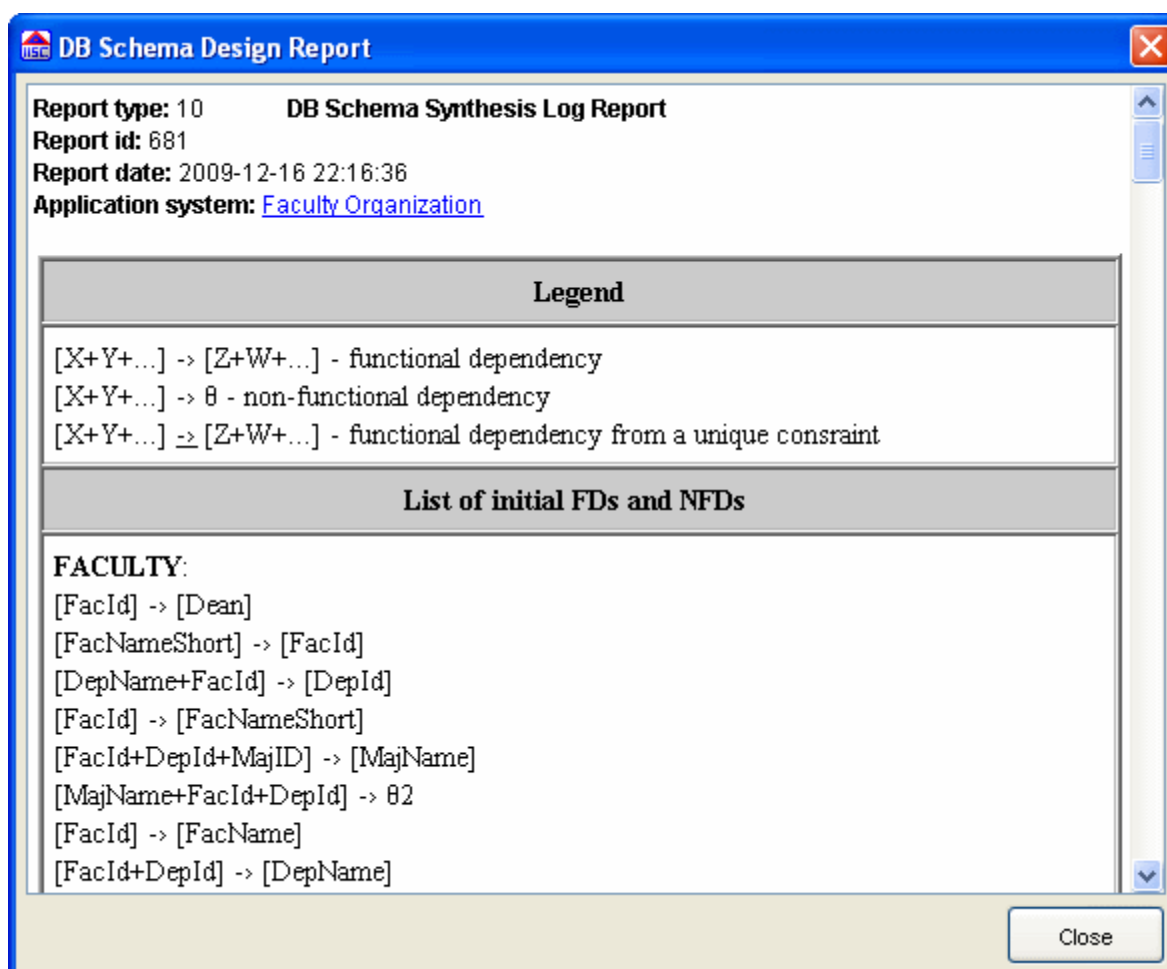 DB Schema Design Report
Report type: 10 DB Schema Synthesis Log Report
Report id: 681
Report date: 2009-12-16 22:16:36
Application system: Faculty Organization
Legend
[X+Y+...] -> [Z+W+...] - functional dependency
[X+Y+...] -> θ - non-functional dependency
[X+Y+...] -> [Z+W+...] - functional dependency from a unique consraint
List of initial FDs and NFDs
FACULTY:
[FacId] -> [Dean]
[FacNameShort] -> [FacId]
[DepName+FacId] -> [DepId]
[FacId] -> [FacNameShort]
[FacId+DepId+MajID] -> [MajName]
[MajName+FacId+DepId] -> θ2
[FacId] -> [FacName]
[FacId+DepId] -> [DepName]
Close